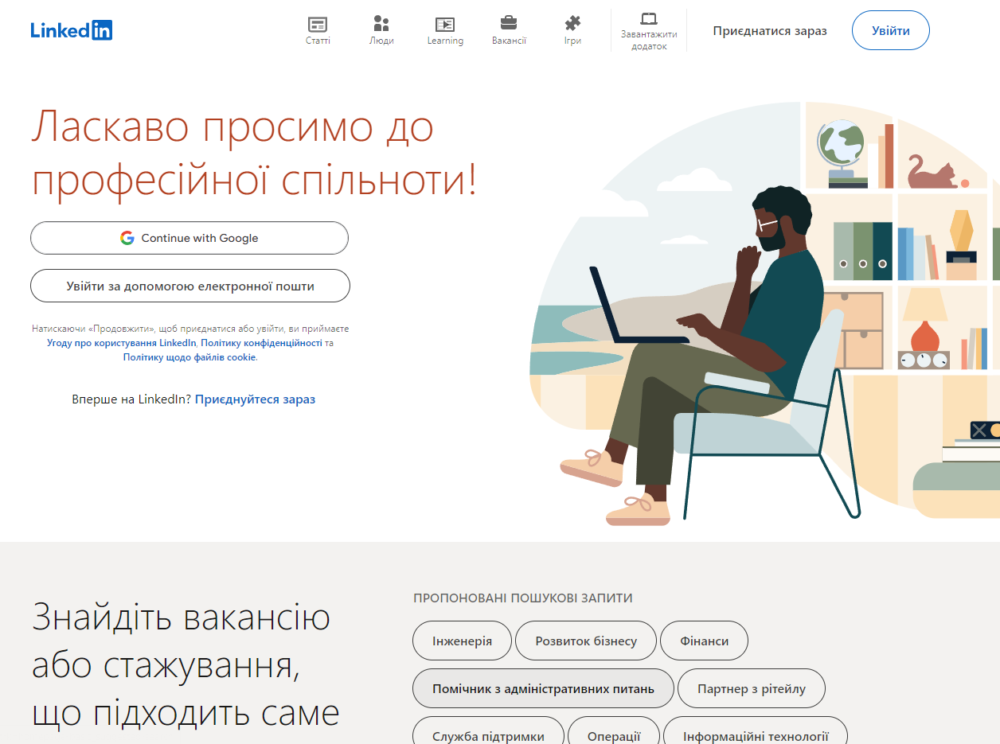 Linkedin
Статті
Люди
Learning
Вакансії
Ігри
Завантажити
додаток
Приєднатися зараз
Увійти
Ласкаво просимо до
професійної спільноти!
Continue with Google
Увійти за допомогою електронної пошти
Натискаючи «Продовжити», щоб приєднатися або увійти, ви приймаєте
Угоду про користування LinkedIn, Політику конфіденційності та
Політику щодо файлів cookie.
Вперше на LinkedIn? Приєднуйтеся зараз
Знайдіть вакансію
або стажування,
що підходить саме
ПРОПОНОВАНІ ПОШУКОВІ ЗАПИТИ
Інженерія
Розвиток бізнесу
Фінанси
Помічник з адміністративних питань
Партнер з рітейлу
Служба підтримки
Операції
Інформаційні технології